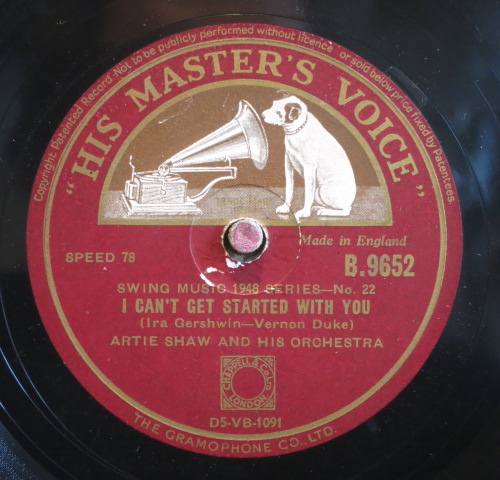 Copyright. Patented Record. Not to be publicly performed without licence or sold below price fixed by Patentees.
"HIS MASTER'S VOICE"
Made in England
SPEED 78
B.9652
SWING MUSIC 1948 SERIES—No. 22
I CAN'T GET STARTED WITH YOU
(Ira Gershwin—Vernon Duke)
ARTIE SHAW AND HIS ORCHESTRA
CHAPPELL & Co Ltd
LONDON
D5-VB-1091
THE GRAMOPHONE CO., LTD.